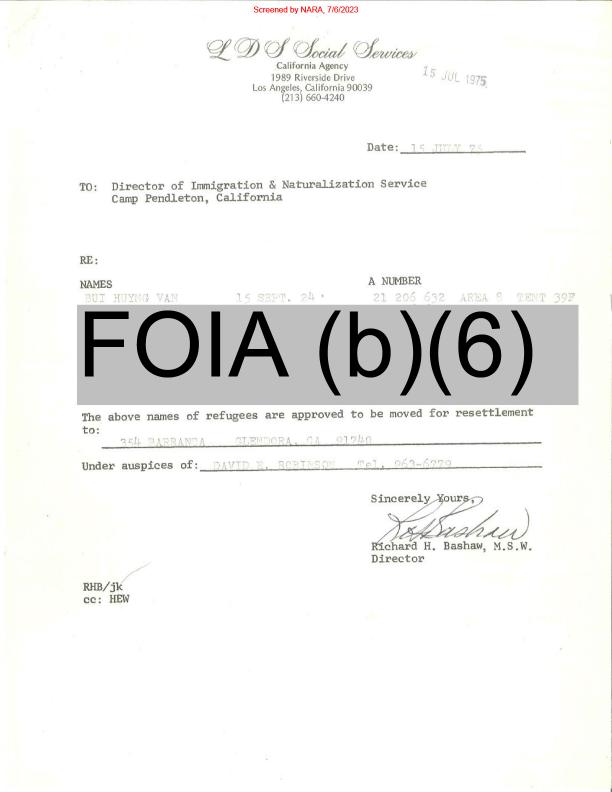 Screened by NARA, 7/6/2023
L D S Social Services
California Agency
1989 Riverside Drive
Los Angeles, California 90039
(213) 660-4240
15 JUL 1975
Date: 15 JULY 75
TO: Director of Immigration & Naturalization Service
Camp Pendleton, California
RE:
NAMES A NUMBER
BUI HUYNG VAN 15 SEPT. 24 21 206 632 AREA 8 TENT 39F
FOIA (b)(6)
The above names of refugees are approved to be moved for resettlement
to:
354 BARRANDA GLENDORA, CA 91740
Under auspices of: DAVID E. ROBINSON Tel. 963-6779
Sincerely Yours,
Richard H. Bashaw, M.S.W.
Director
RHB/jk
cc: HEW